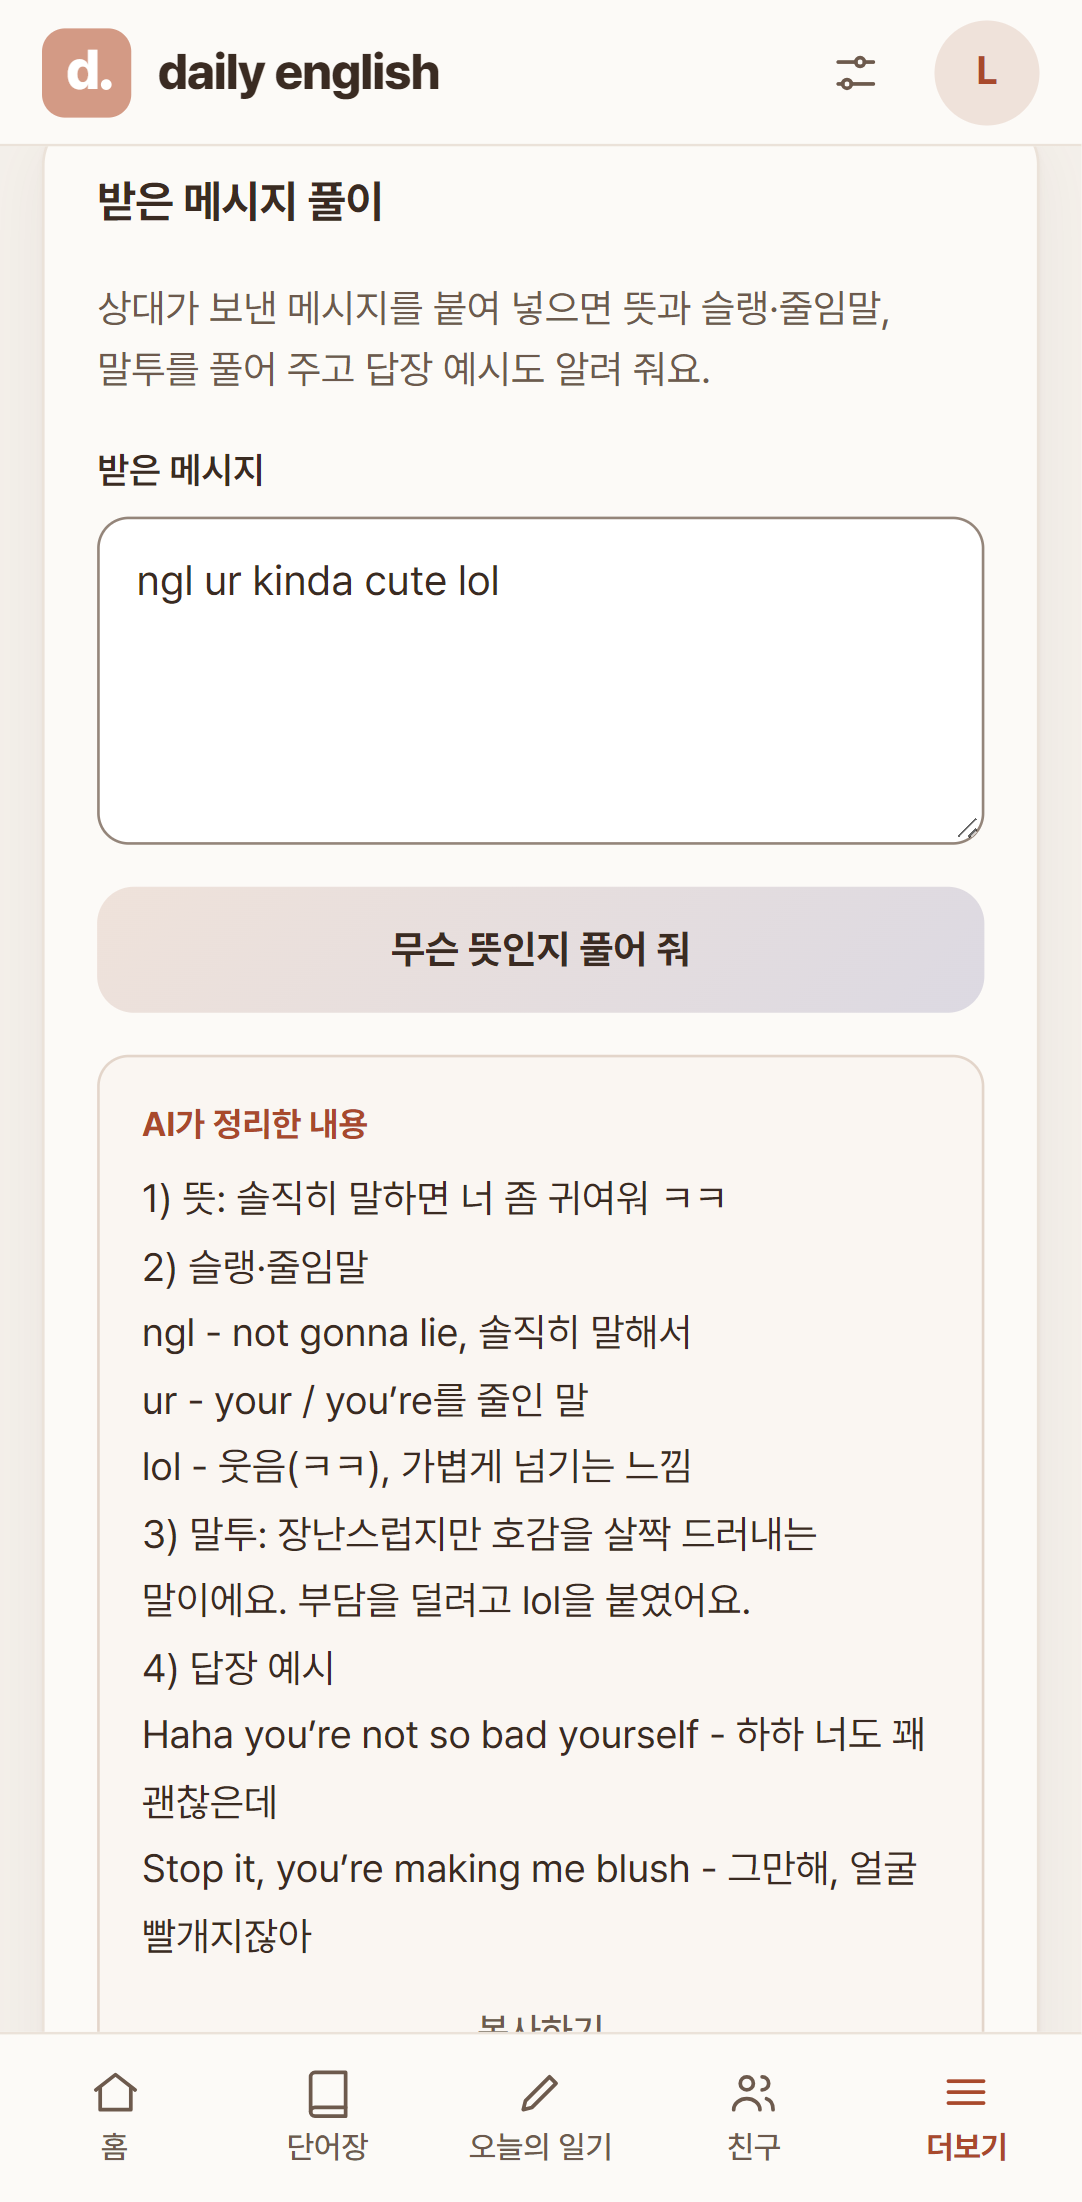 d. daily english L
받은 메시지 풀이
상대가 보낸 메시지를 붙여 넣으면 뜻과 슬랭·줄임말,
말투를 풀어 주고 답장 예시도 알려 줘요.
받은 메시지
ngl ur kinda cute lol
무슨 뜻인지 풀어 줘
AI가 정리한 내용
1) 뜻: 솔직히 말하면 너 좀 귀여워 ㅋㅋ
2) 슬랭·줄임말
ngl - not gonna lie, 솔직히 말해서
ur - your / you’re를 줄인 말
lol - 웃음(ㅋㅋ), 가볍게 넘기는 느낌
3) 말투: 장난스럽지만 호감을 살짝 드러내는
말이에요. 부담을 덜려고 lol을 붙였어요.
4) 답장 예시
Haha you’re not so bad yourself - 하하 너도 꽤
괜찮은데
Stop it, you’re making me blush - 그만해, 얼굴
빨개지잖아
복사하기
홈 단어장 오늘의 일기 친구 더보기